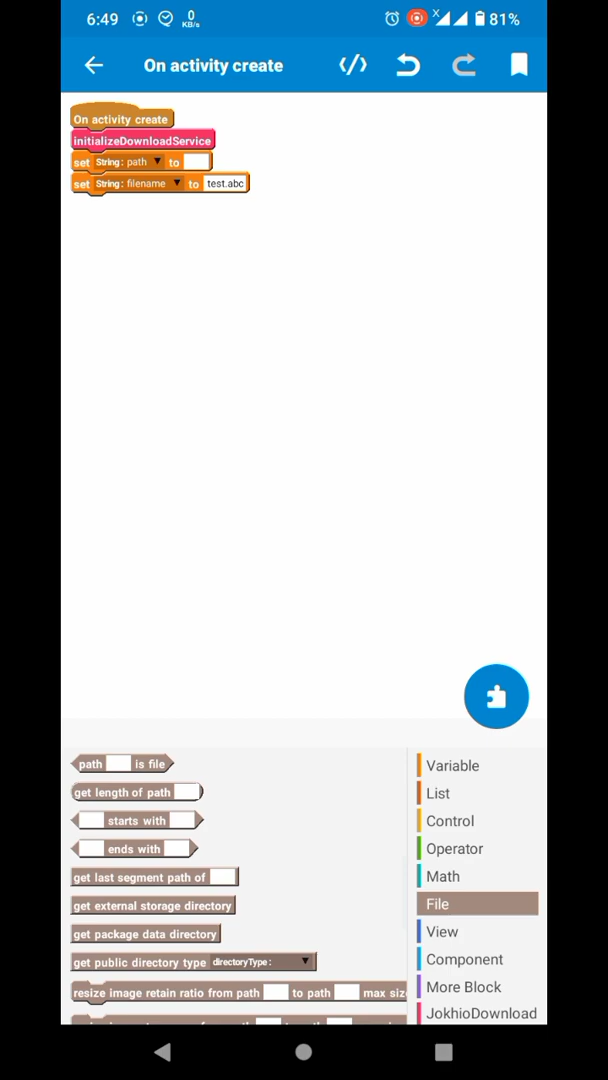 6:49 0 KB/s X 81%
On activity create
On activity create
initializeDownloadService
set String: path to
set String: filename to test.abc
path is file
get length of path
starts with
ends with
get last segment path of
get external storage directory
get package data directory
get public directory type directoryType:
resize image retain ratio from path to path max siz
Variable
List
Control
Operator
Math
File
View
Component
More Block
JokhioDownload